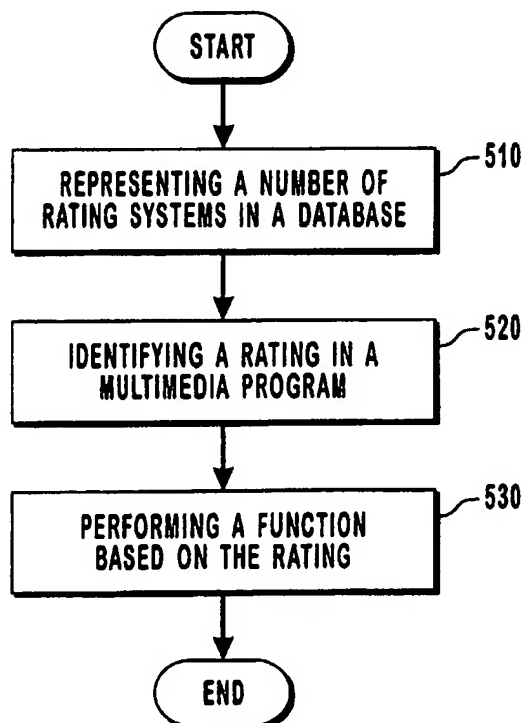 START
510
REPRESENTING A NUMBER OF
RATING SYSTEMS IN A DATABASE
520
IDENTIFYING A RATING IN A
MULTIMEDIA PROGRAM
530
PERFORMING A FUNCTION
BASED ON THE RATING
END